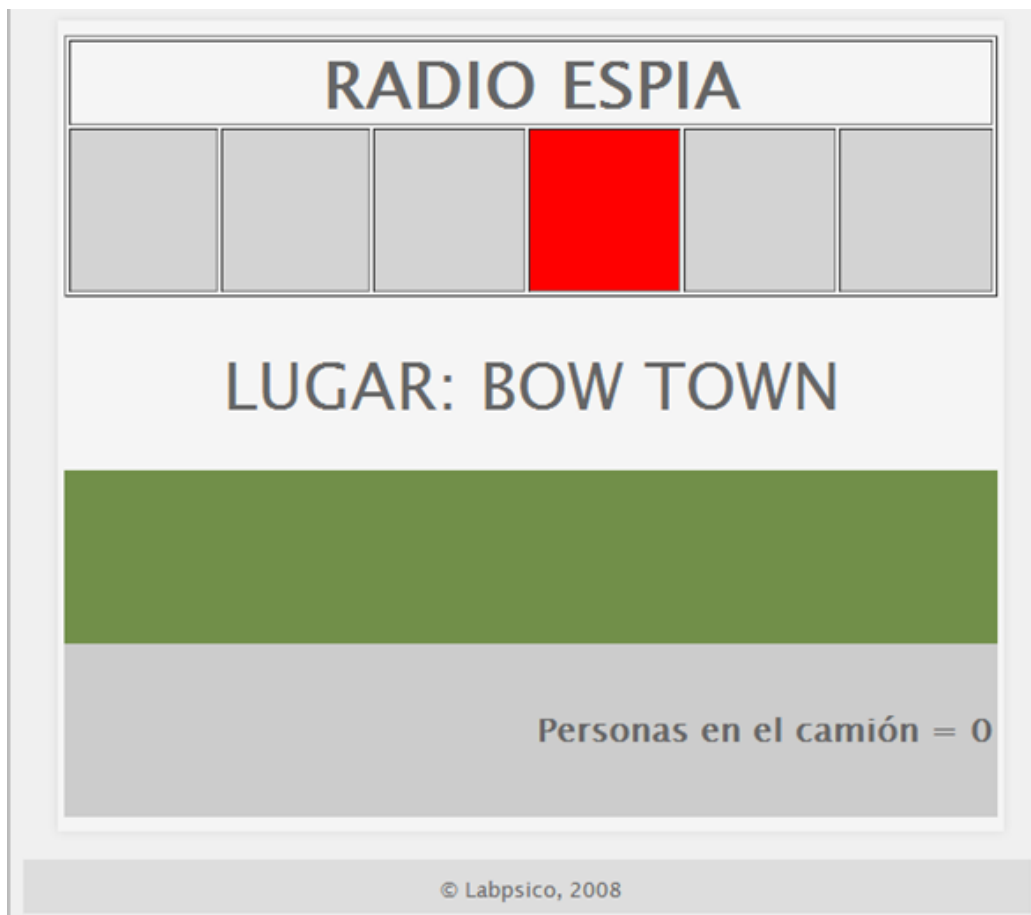 RADIO ESPIA
LUGAR: BOW TOWN
Personas en el camión = 0
© Labpsico, 2008